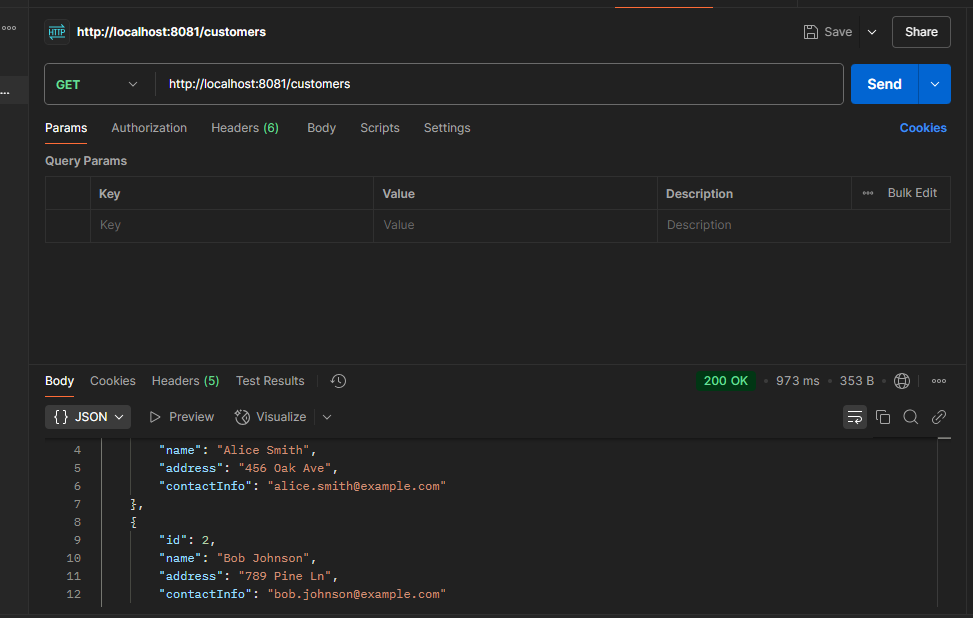 HTTP http://localhost:8081/customers Save Share
GET http://localhost:8081/customers Send
Params Authorization Headers (6) Body Scripts Settings Cookies
Query Params
Key Value Description Bulk Edit
Key Value Description
Body Cookies Headers (5) Test Results 200 OK • 973 ms • 353 B •
{} JSON Preview Visualize
4 "name": "Alice Smith",
5 "address": "456 Oak Ave",
6 "contactInfo": "alice.smith@example.com"
7 },
8 {
9 "id": 2,
10 "name": "Bob Johnson",
11 "address": "789 Pine Ln",
12 "contactInfo": "bob.johnson@example.com"